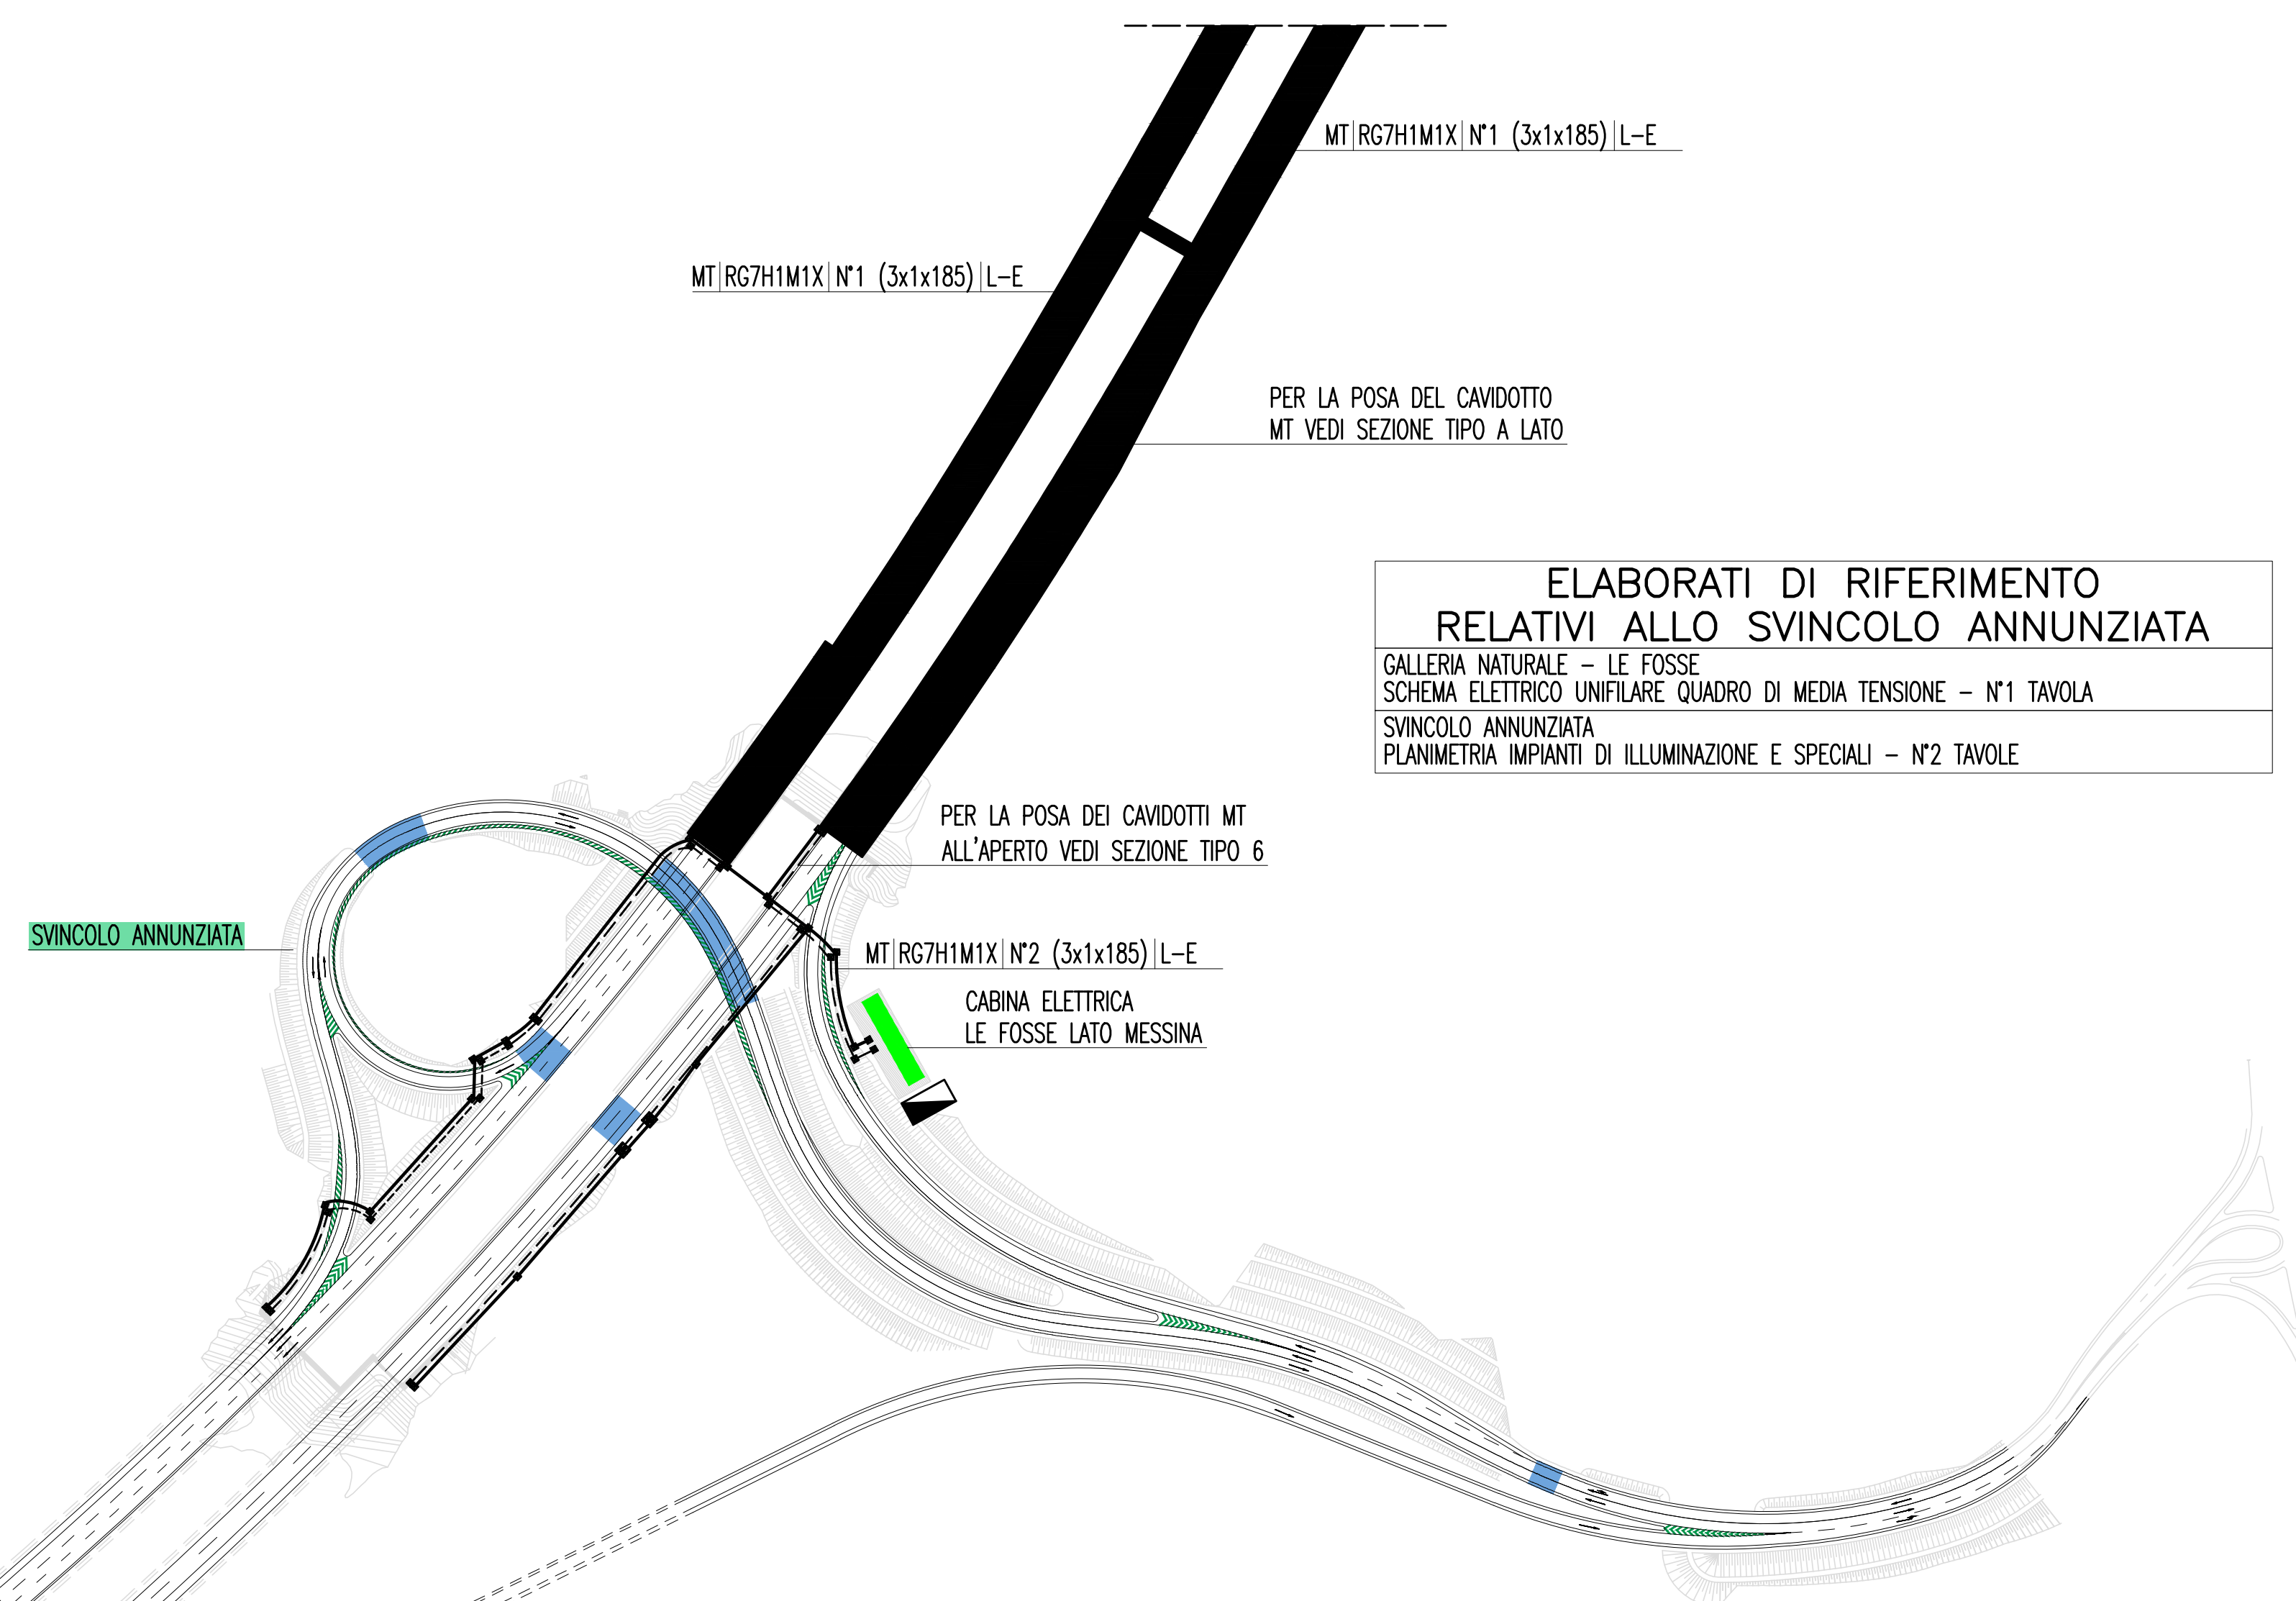 MT RG7H1M1X N°1 (3x1x185) L-E
MT RG7H1M1X N°1 (3x1x185) L-E
PER LA POSA DEL CAVIDOTTO
MT VEDI SEZIONE TIPO A LATO
ELABORATI DI RIFERIMENTO
RELATIVI ALLO SVINCOLO ANNUNZIATA
GALLERIA NATURALE - LE FOSSE
SCHEMA ELETTRICO UNIFILARE QUADRO DI MEDIA TENSIONE - N°1 TAVOLA
SVINCOLO ANNUNZIATA
PLANIMETRIA IMPIANTI DI ILLUMINAZIONE E SPECIALI - N°2 TAVOLE
PER LA POSA DEI CAVIDOTTI MT
ALL'APERTO VEDI SEZIONE TIPO 6
SVINCOLO ANNUNZIATA
MT RG7H1M1X N°2 (3x1x185) L-E
CABINA ELETTRICA
LE FOSSE LATO MESSINA